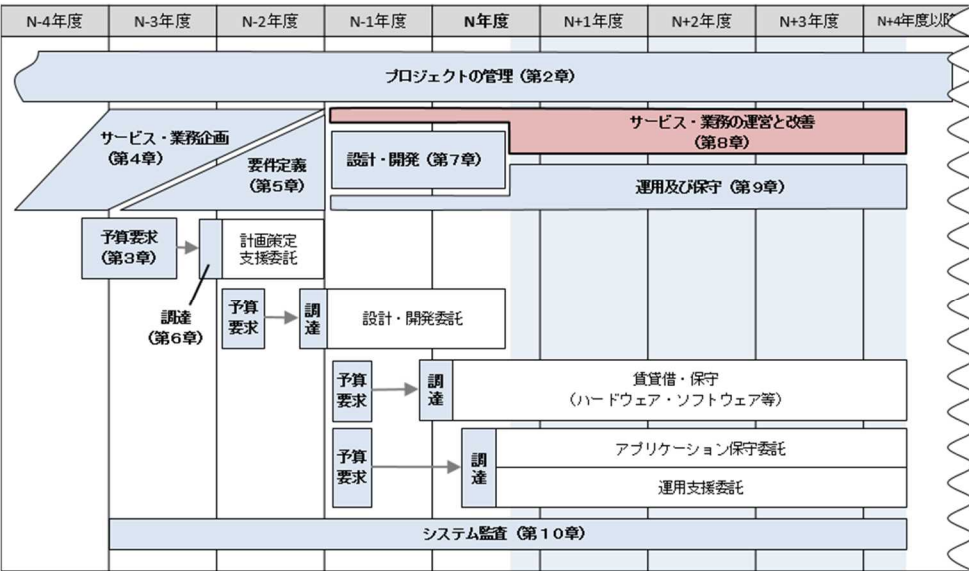 N-4年度
N-3年度
N-2年度
N-1年度
N年度
N+1年度
N+2年度
N+3年度
N+4年度以降
プロジェクトの管理（第2章）
サービス・業務企画
（第4章）
要件定義
（第5章）
設計・開発（第7章）
サービス・業務の運営と改善
（第8章）
運用及び保守（第9章）
予算要求
（第3章）
計画策定
支援委託
調達
（第6章）
予算
要求
調
達
設計・開発委託
予算
要求
調
達
賃貸借・保守
（ハードウェア・ソフトウェア等）
予算
要求
調
達
アプリケーション保守委託
運用支援委託
システム監査（第１０章）